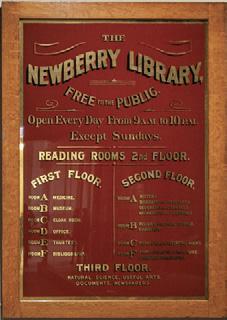 THE
NEWBERRY LIBRARY,
FREE TO THE PUBLIC.
Open Every Day From 9 A.M. to 10 P.M.
Except Sundays.
READING ROOMS 2ND FLOOR.
FIRST FLOOR.
ROOM A MEDICINE.
ROOM B MUSEUM.
ROOM C CLOAK ROOM
ROOM D OFFICE.
ROOM E TRUSTEES
ROOM F
SECOND FLOOR.
ROOM A
ROOM B
ROOM C
ROOM F
THIRD FLOOR.
NATURAL SCIENCE, USEFUL ARTS,
DOCUMENTS, NEWSPAPERS